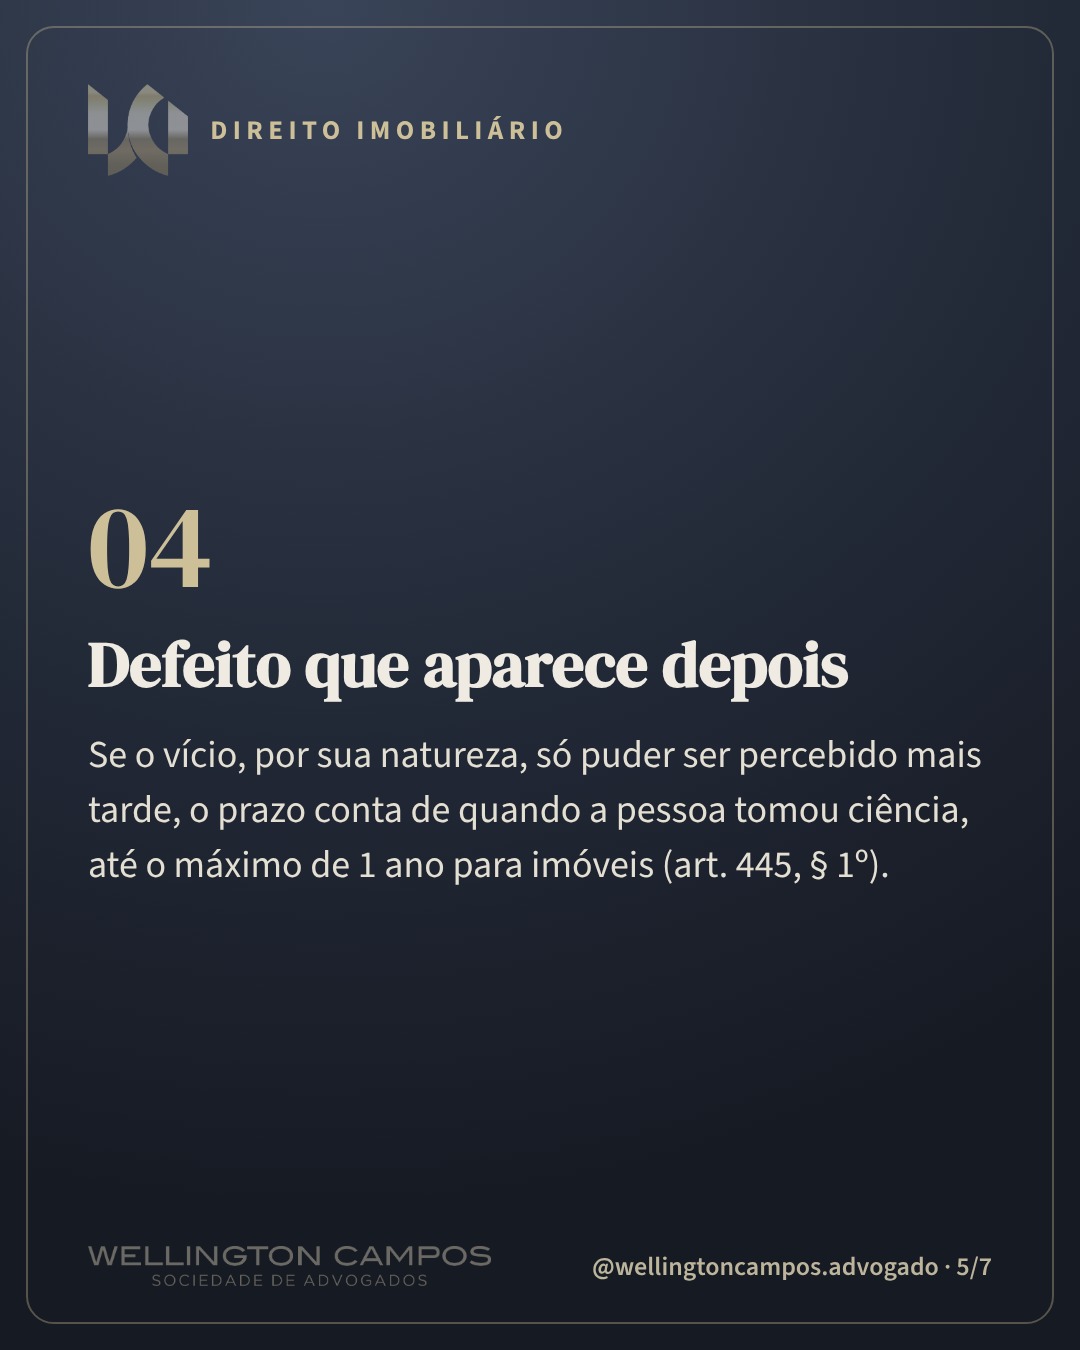 DIREITO IMOBILIÁRIO
04
Defeito que aparece depois
Se o vício, por sua natureza, só puder ser percebido mais
tarde, o prazo conta de quando a pessoa tomou ciência,
até o máximo de 1 ano para imóveis (art. 445, § 1º).
WELLINGTON CAMPOS
SOCIEDADE DE ADVOGADOS
@wellingtoncampos.advogado · 5/7